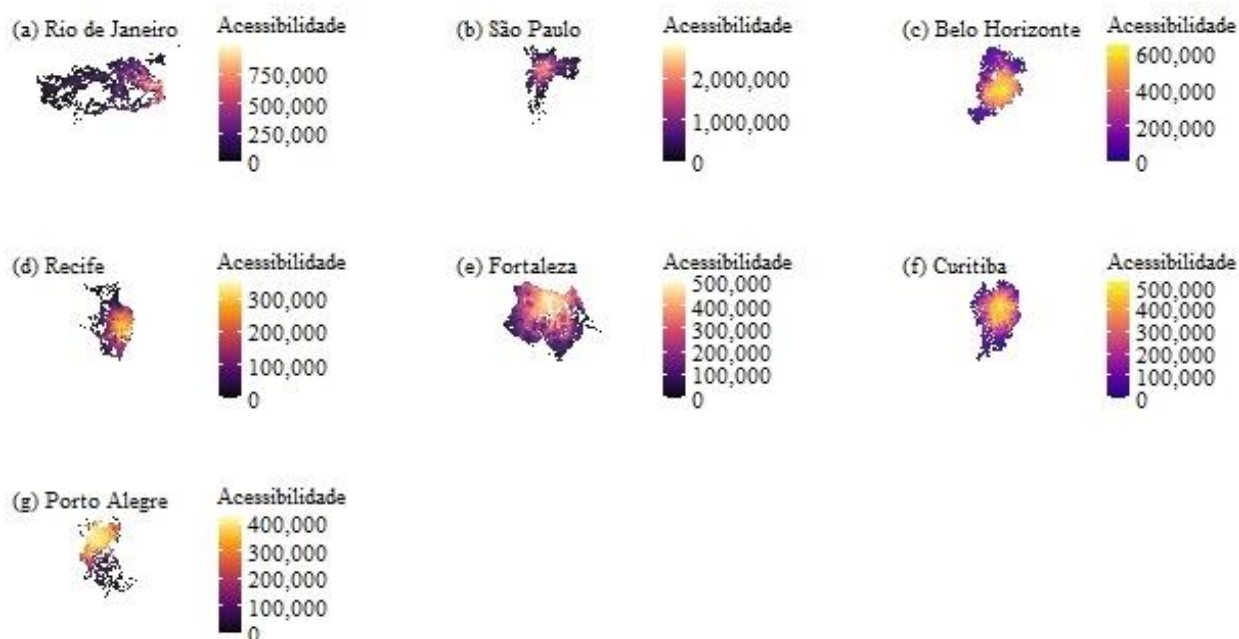 (a) Rio de Janeiro
Acessibilidade
750,000
500,000
250,000
0
(b) São Paulo
Acessibilidade
2,000,000
1,000,000
0
(c) Belo Horizonte
Acessibilidade
600,000
400,000
200,000
0
(d) Recife
Acessibilidade
300,000
200,000
100,000
0
(e) Fortaleza
Acessibilidade
500,000
400,000
300,000
200,000
100,000
0
(f) Curitiba
Acessibilidade
500,000
400,000
300,000
200,000
100,000
0
(g) Porto Alegre
Acessibilidade
400,000
300,000
200,000
100,000
0